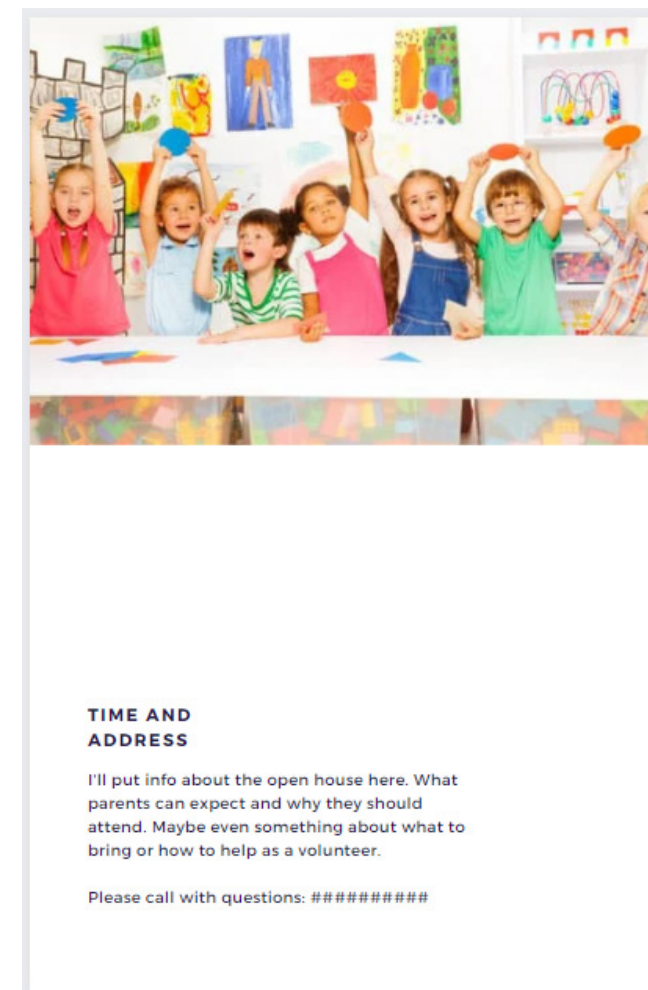 TIME AND
ADDRESS
I'll put info about the open house here. What
parents can expect and why they should
attend. Maybe even something about what to
bring or how to help as a volunteer.
Please call with questions: ##########